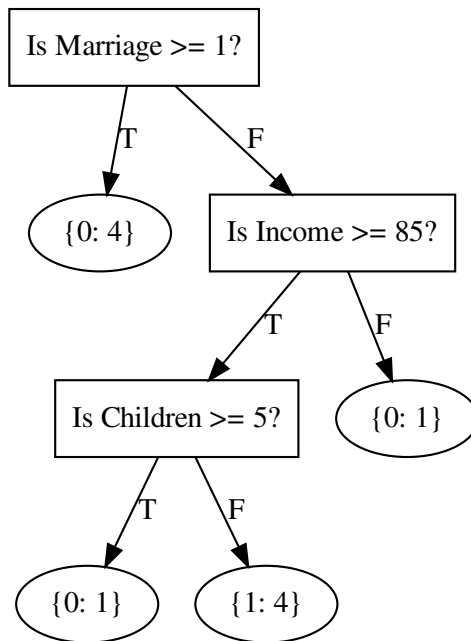 Is Marriage >= 1?
T
F
{0: 4}
Is Income >= 85?
T
F
Is Children >= 5?
{0: 1}
T
F
{0: 1}
{1: 4}